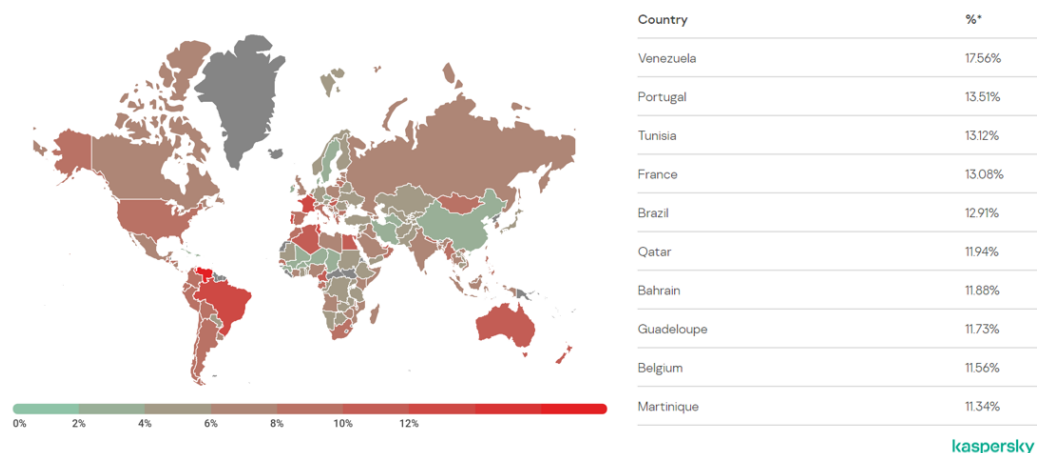 Country %*
Venezuela 17.56%
Portugal 13.51%
Tunisia 13.12%
France 13.08%
Brazil 12.91%
Qatar 11.94%
Bahrain 11.88%
Guadeloupe 11.73%
Belgium 11.56%
Martinique 11.34%
0% 2% 4% 6% 8% 10% 12%
kaspersky